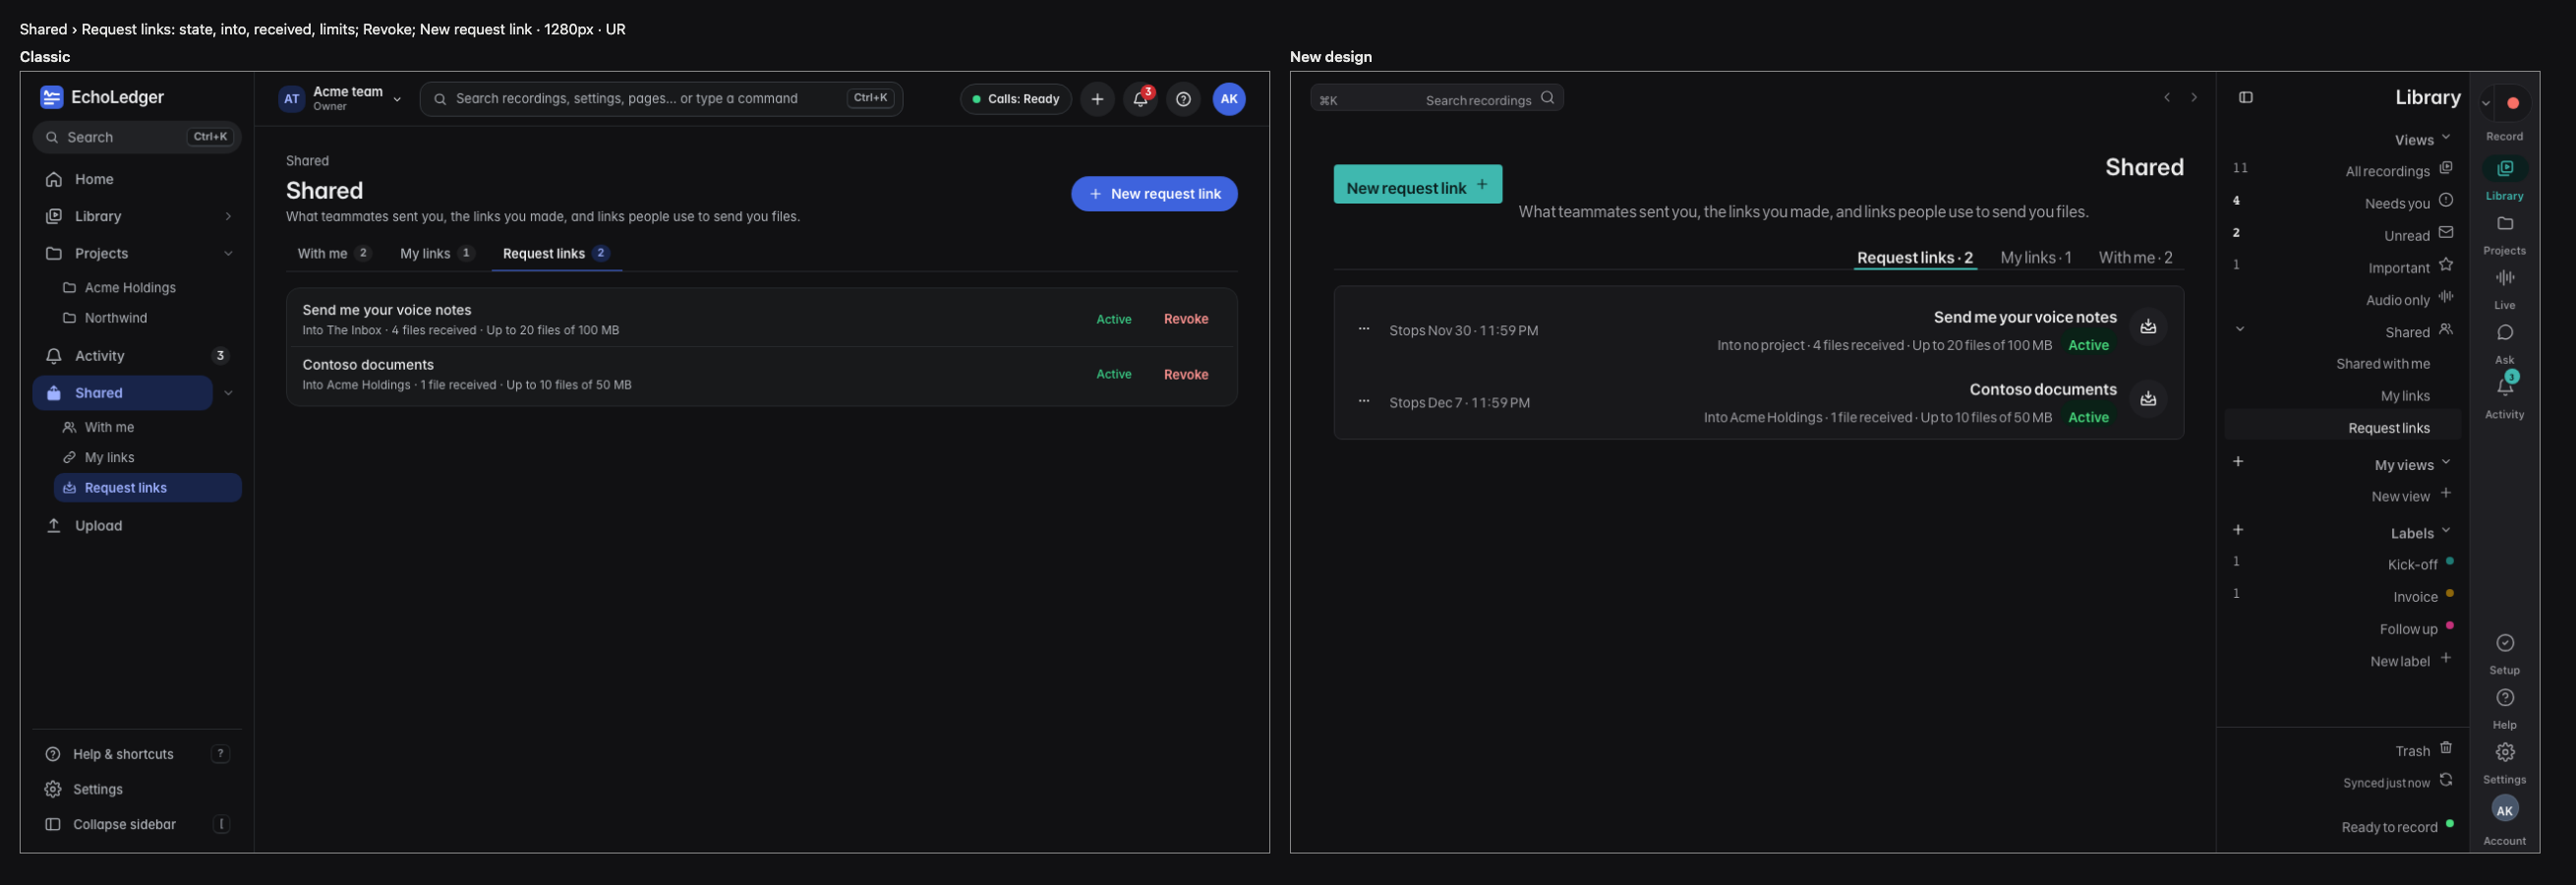 Shared › Request links: state, into, received, limits; Revoke; New request link · 1280px · UR
Classic
EchoLedger
Search Ctrl+K
Home
Library
Projects
Acme Holdings
Northwind
Activity 3
Shared
With me
My links
Request links
Upload
Help & shortcuts ?
Settings
Collapse sidebar [
AT Acme team
Owner
Search recordings, settings, pages... or type a command Ctrl+K
Calls: Ready
3
AK
Shared
Shared
What teammates sent you, the links you made, and links people use to send you files.
New request link
With me 2 My links 1 Request links 2
Send me your voice notes
Into The Inbox · 4 files received · Up to 20 files of 100 MB
Active Revoke
Contoso documents
Into Acme Holdings · 1 file received · Up to 10 files of 50 MB
Active Revoke
New design
⌘K Search recordings
Shared
New request link
What teammates sent you, the links you made, and links people use to send you files.
Request links · 2 My links · 1 With me · 2
Send me your voice notes
Stops Nov 30 · 11:59 PM
Into no project · 4 files received · Up to 20 files of 100 MB Active
Contoso documents
Stops Dec 7 · 11:59 PM
Into Acme Holdings · 1 file received · Up to 10 files of 50 MB Active
Library
Views
11 All recordings
4 Needs you
2 Unread
1 Important
Audio only
Shared
Shared with me
My links
Request links
My views
New view
Labels
1 Kick-off
1 Invoice
Follow up
New label
Trash
Synced just now
Ready to record
Record
Library
Projects
Live
Ask
3
Activity
Setup
Help
Settings
AK
Account